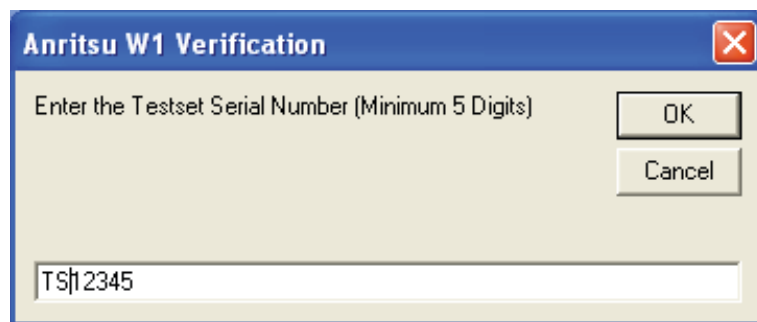 Anritsu W1 Verification
Enter the Testset Serial Number (Minimum 5 Digits)
OK
Cancel
TS12345